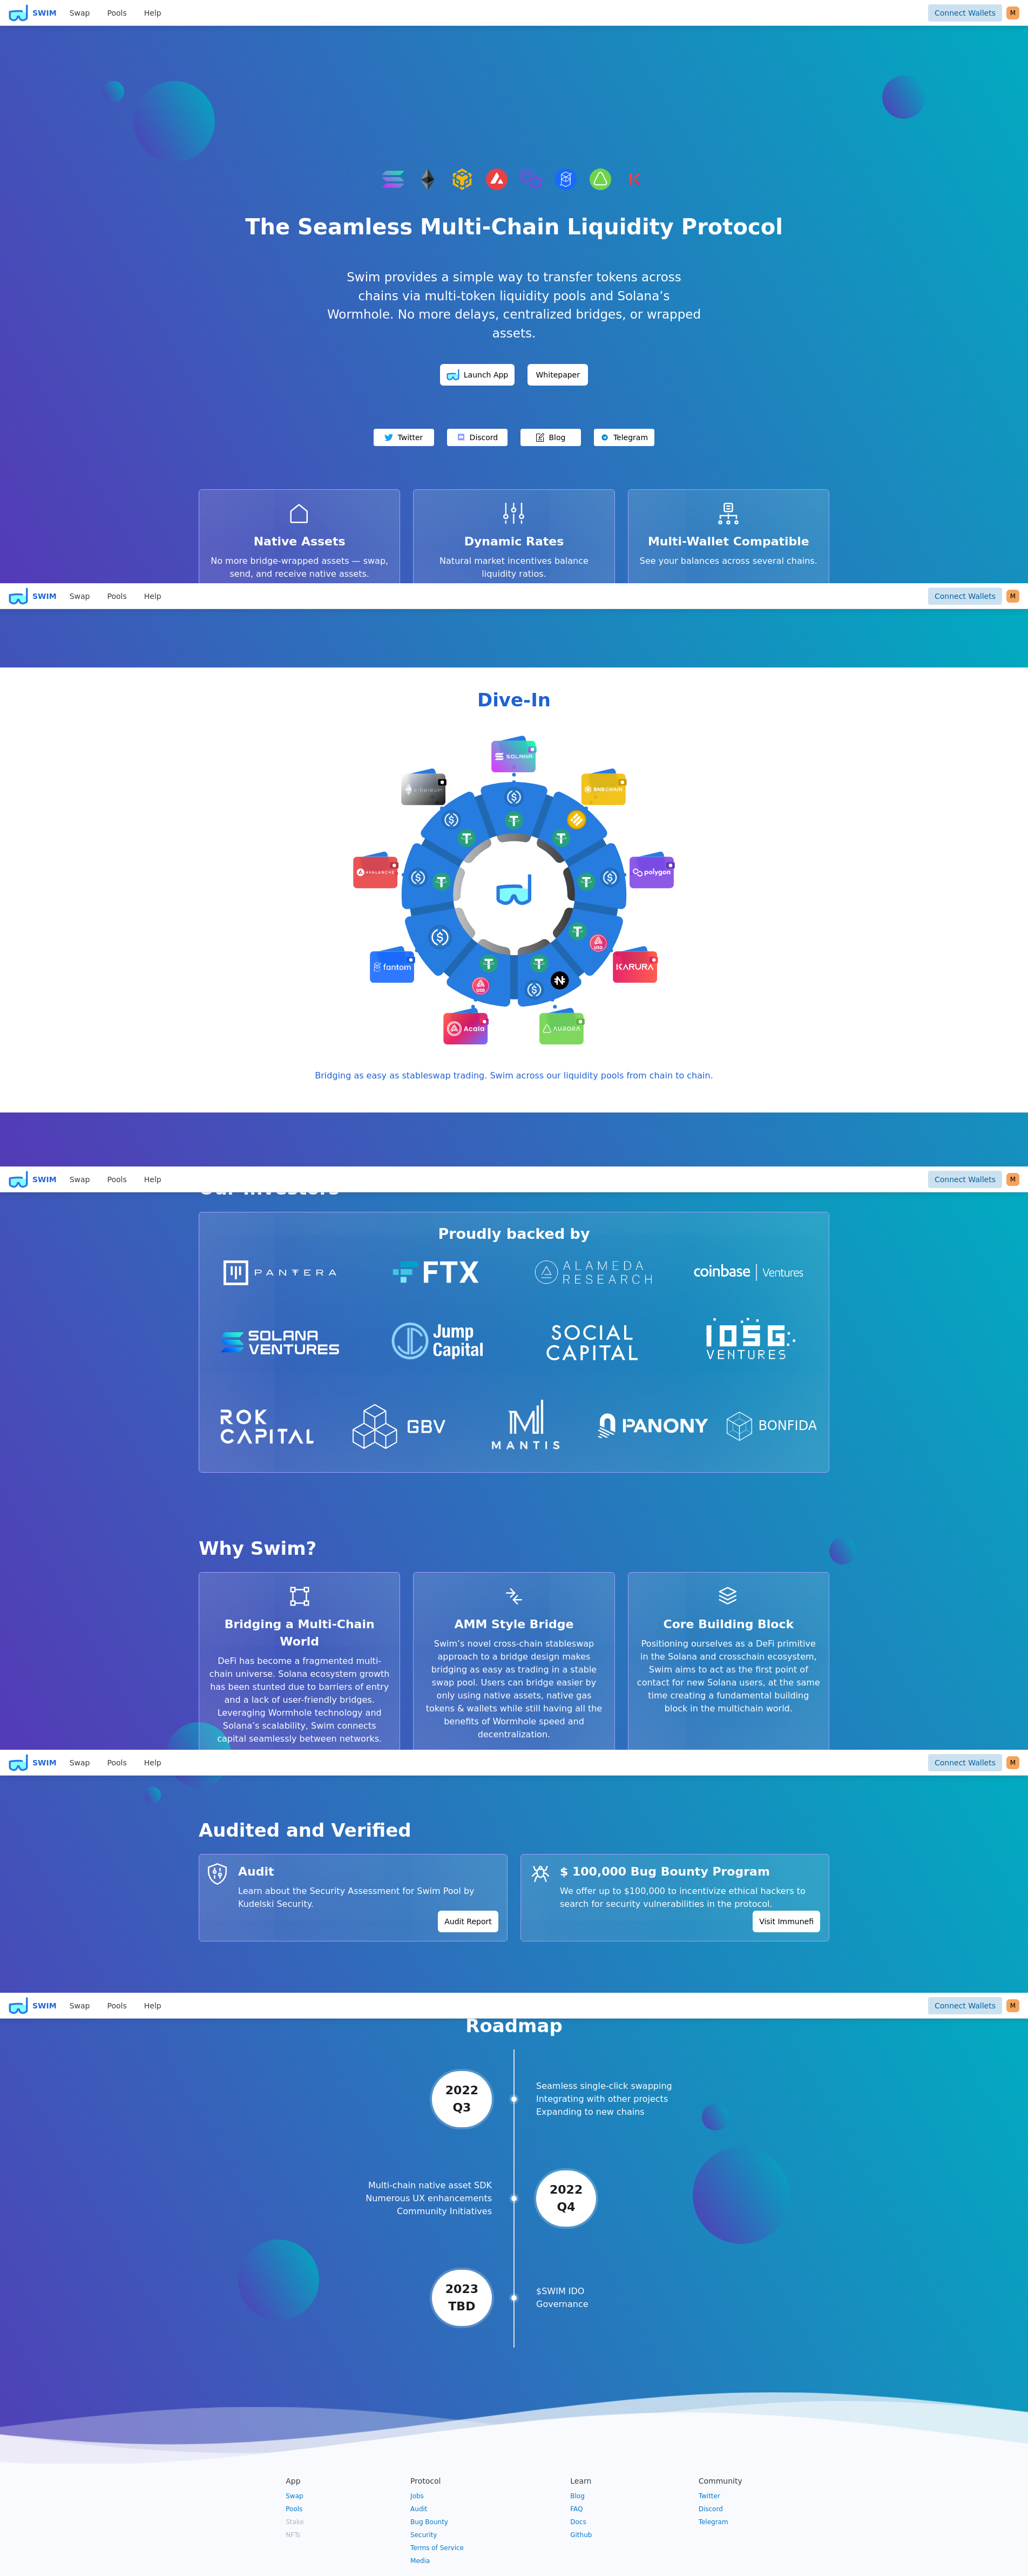 SWIM Swap Pools Help Connect Wallets M
The Seamless Multi-Chain Liquidity Protocol
Swim provides a simple way to transfer tokens across
chains via multi-token liquidity pools and Solana’s
Wormhole. No more delays, centralized bridges, or wrapped
assets.
Launch App Whitepaper
Twitter Discord Blog Telegram
Native Assets
No more bridge-wrapped assets — swap,
send, and receive native assets.
Dynamic Rates
Natural market incentives balance
liquidity ratios.
Multi-Wallet Compatible
See your balances across several chains.
SWIM Swap Pools Help Connect Wallets M
Dive-In
SOLANA
ethereum
BNB CHAIN
AVALANCHE
polygon
fantom
KARURA
Acala
AURORA
USD
USD
Bridging as easy as stableswap trading. Swim across our liquidity pools from chain to chain.
SWIM Swap Pools Help Connect Wallets M
Our Investors
Proudly backed by
PANTERA
FTX
ALAMEDA
RESEARCH
coinbase Ventures
SOLANA
VENTURES
Jump
Capital
SOCIAL
CAPITAL
IOSG
VENTURES
ROK
CAPITAL
GBV
MANTIS
PANONY
BONFIDA
Why Swim?
Bridging a Multi-Chain
World
DeFi has become a fragmented multi-
chain universe. Solana ecosystem growth
has been stunted due to barriers of entry
and a lack of user-friendly bridges.
Leveraging Wormhole technology and
Solana’s scalability, Swim connects
capital seamlessly between networks.
AMM Style Bridge
Swim’s novel cross-chain stableswap
approach to a bridge design makes
bridging as easy as trading in a stable
swap pool. Users can bridge easier by
only using native assets, native gas
tokens & wallets while still having all the
benefits of Wormhole speed and
decentralization.
Core Building Block
Positioning ourselves as a DeFi primitive
in the Solana and crosschain ecosystem,
Swim aims to act as the first point of
contact for new Solana users, at the same
time creating a fundamental building
block in the multichain world.
SWIM Swap Pools Help Connect Wallets M
Audited and Verified
Audit
Learn about the Security Assessment for Swim Pool by
Kudelski Security.
Audit Report
$ 100,000 Bug Bounty Program
We offer up to $100,000 to incentivize ethical hackers to
search for security vulnerabilities in the protocol.
Visit Immunefi
SWIM Swap Pools Help Connect Wallets M
Roadmap
2022
Q3
Seamless single-click swapping
Integrating with other projects
Expanding to new chains
Multi-chain native asset SDK
Numerous UX enhancements
Community Initiatives
2022
Q4
2023
TBD
$SWIM IDO
Governance
App
Swap
Pools
Stake
NFTs
Protocol
Jobs
Audit
Bug Bounty
Security
Terms of Service
Media
Learn
Blog
FAQ
Docs
Github
Community
Twitter
Discord
Telegram